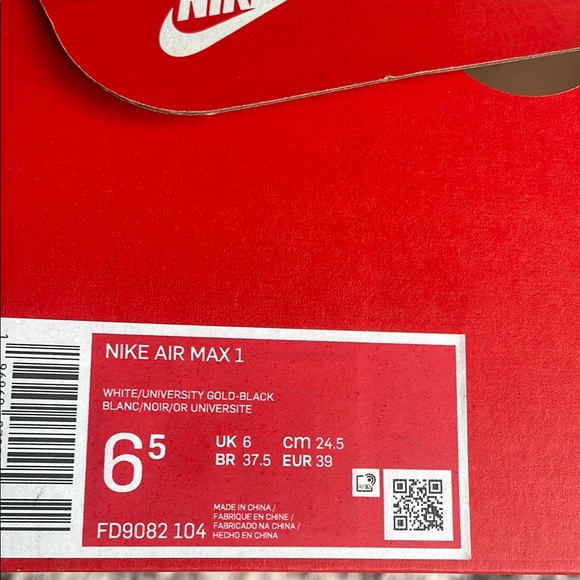 NIKE
NIKE AIR MAX 1
WHITE/UNIVERSITY GOLD-BLACK
BLANC/NOIR/OR UNIVERSITE
6 5
UK 6 cm 24.5
BR 37.5 EUR 39
MADE IN CHINA /
FABRIQUE EN CHINE /
FABRICADO NA CHINA /
HECHO EN CHINA
FD9082 104